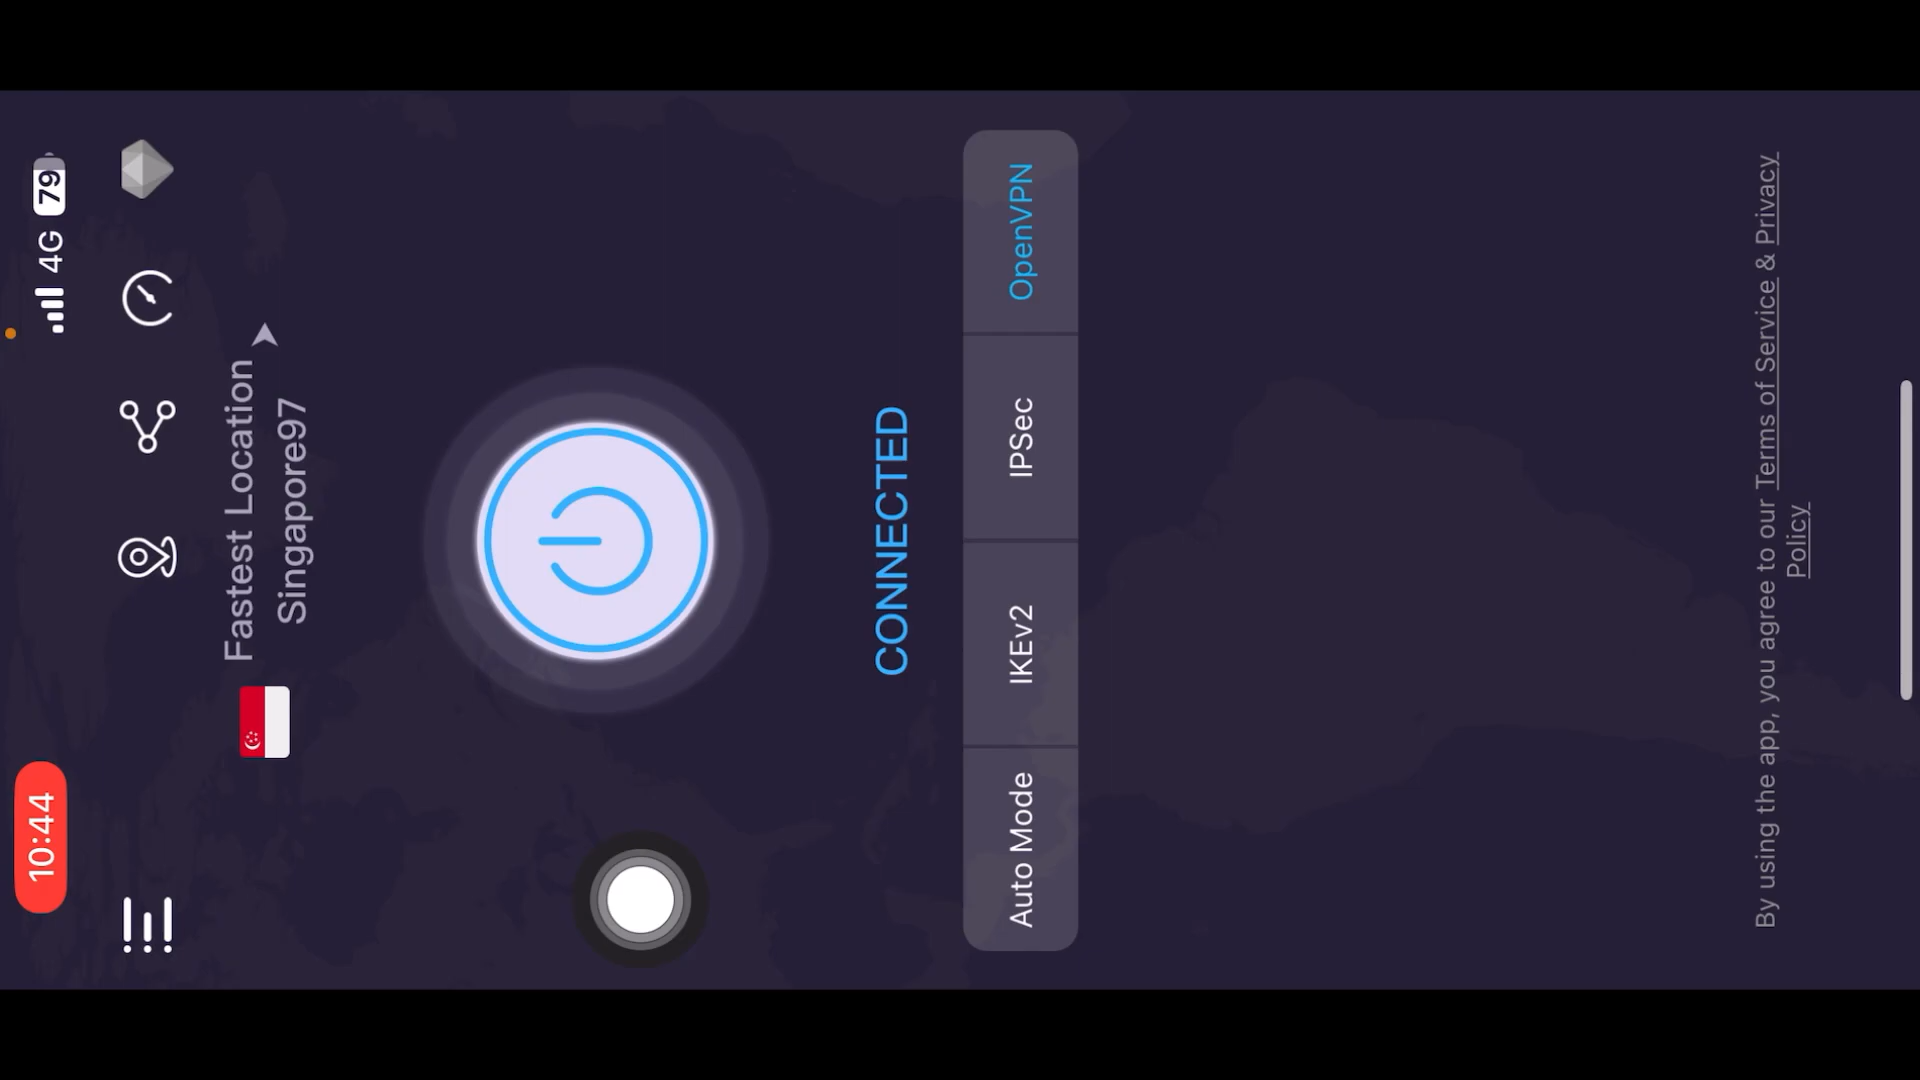 10:44
4G 79
Fastest Location
Singapore97
CONNECTED
Auto Mode IKEv2 IPSec OpenVPN
By using the app, you agree to our Terms of Service & Privacy
Policy